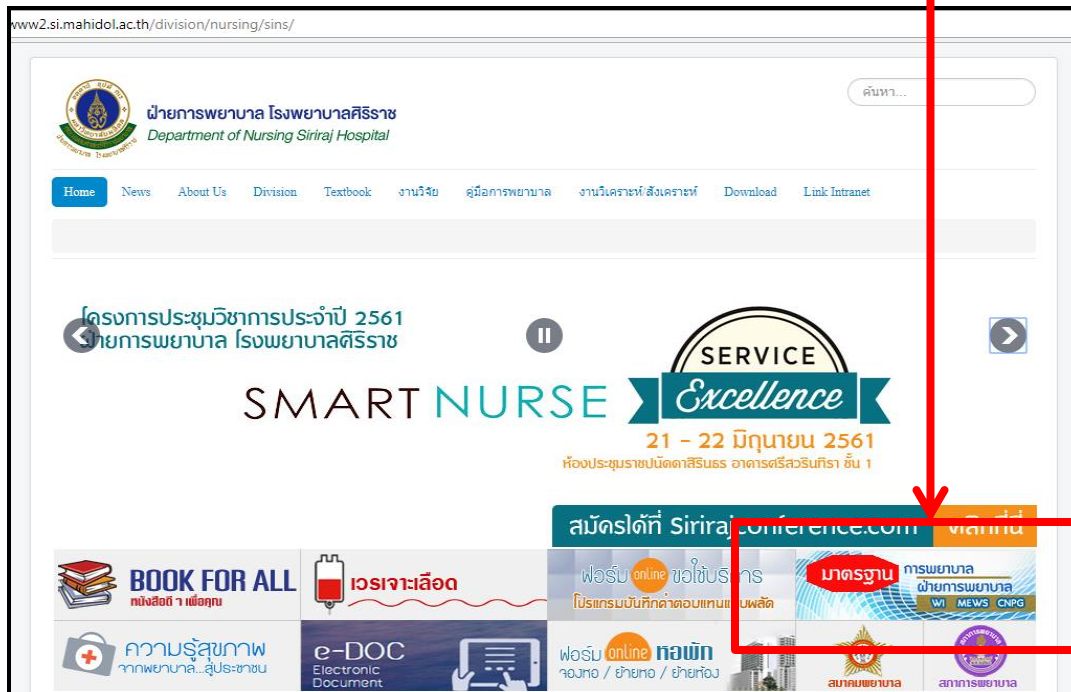 www2.si.mahidol.ac.th/division/nursing/sins/
ค้นหา...
ฝ่ายการพยาบาล โรงพยาบาลศิริราช
Department of Nursing Siriraj Hospital
Home News About Us Division Textbook งานวิจัย คู่มือการพยาบาล งานวิเคราะห์/สังเคราะห์ Download Link Intranet
โครงการประชุมวิชาการประจำปี 2561
ฝ่ายการพยาบาล โรงพยาบาลศิริราช
SMART NURSE
SERVICE
Excellence
21 - 22 มิถุนายน 2561
ห้องประชุมราชปนัดดาสิรินธร อาคารศรีสวรินทิรา ชั้น 1
สมัครได้ที่ Sirirajconference.com คลิกที่นี่
BOOK FOR ALL
หนังสือดี ๆ เพื่อคุณ
เวรเจาะเลือด
ฟอร์ม online ขอใช้บริการ
โปรแกรมบันทึกค่าตอบแทนแบบพลัด
มาตรฐาน การพยาบาล
ฝ่ายการพยาบาล
WI MEWS CNPG
ความรู้สุขภาพ
จากพยาบาล...สู่ประชาชน
e-DOC
Electronic
Document
ฟอร์ม online หอพัก
จองหอ / ย้ายหอ / ย้ายห้อง
สมาคมพยาบาล
สภาการพยาบาล